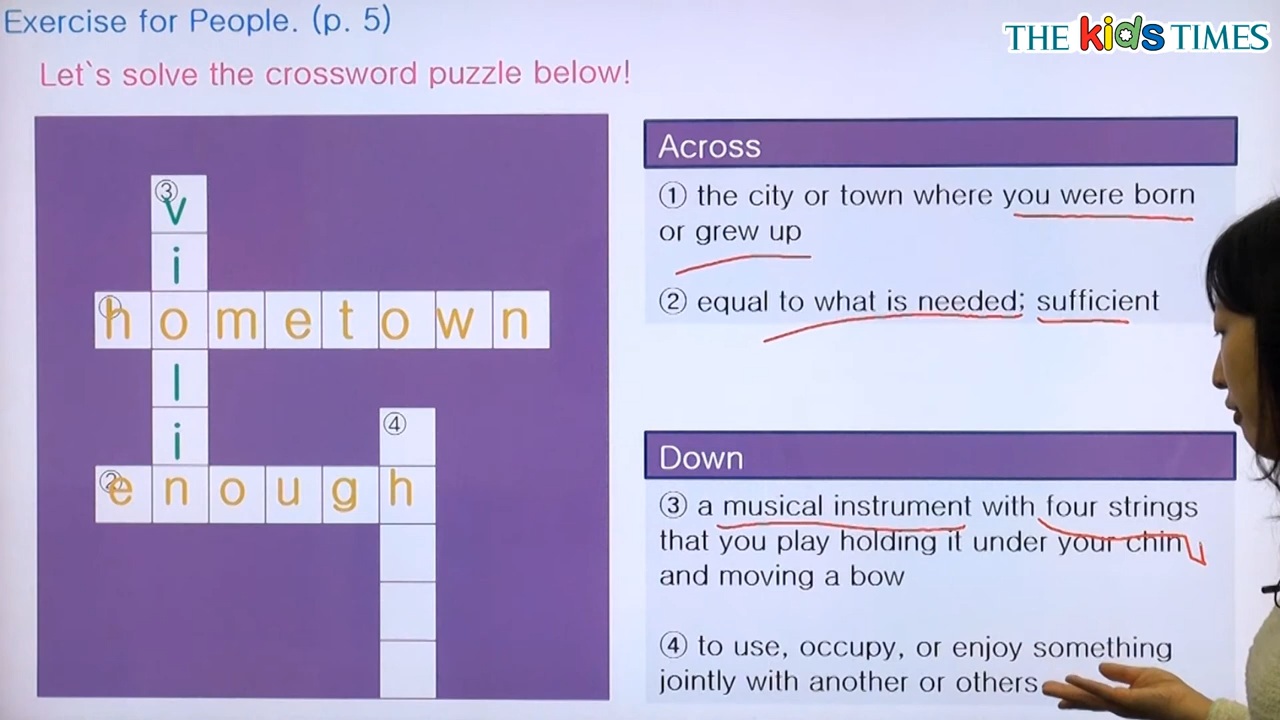 Exercise for People. (p. 5)
THE kids TIMES
Let`s solve the crossword puzzle below!
③
v
i
①
h o m e t o w n
l
i
④
②
e n o u g h
Across
① the city or town where you were born
or grew up
② equal to what is needed; sufficient
Down
③ a musical instrument with four strings
that you play holding it under your chin
and moving a bow
④ to use, occupy, or enjoy something
jointly with another or others